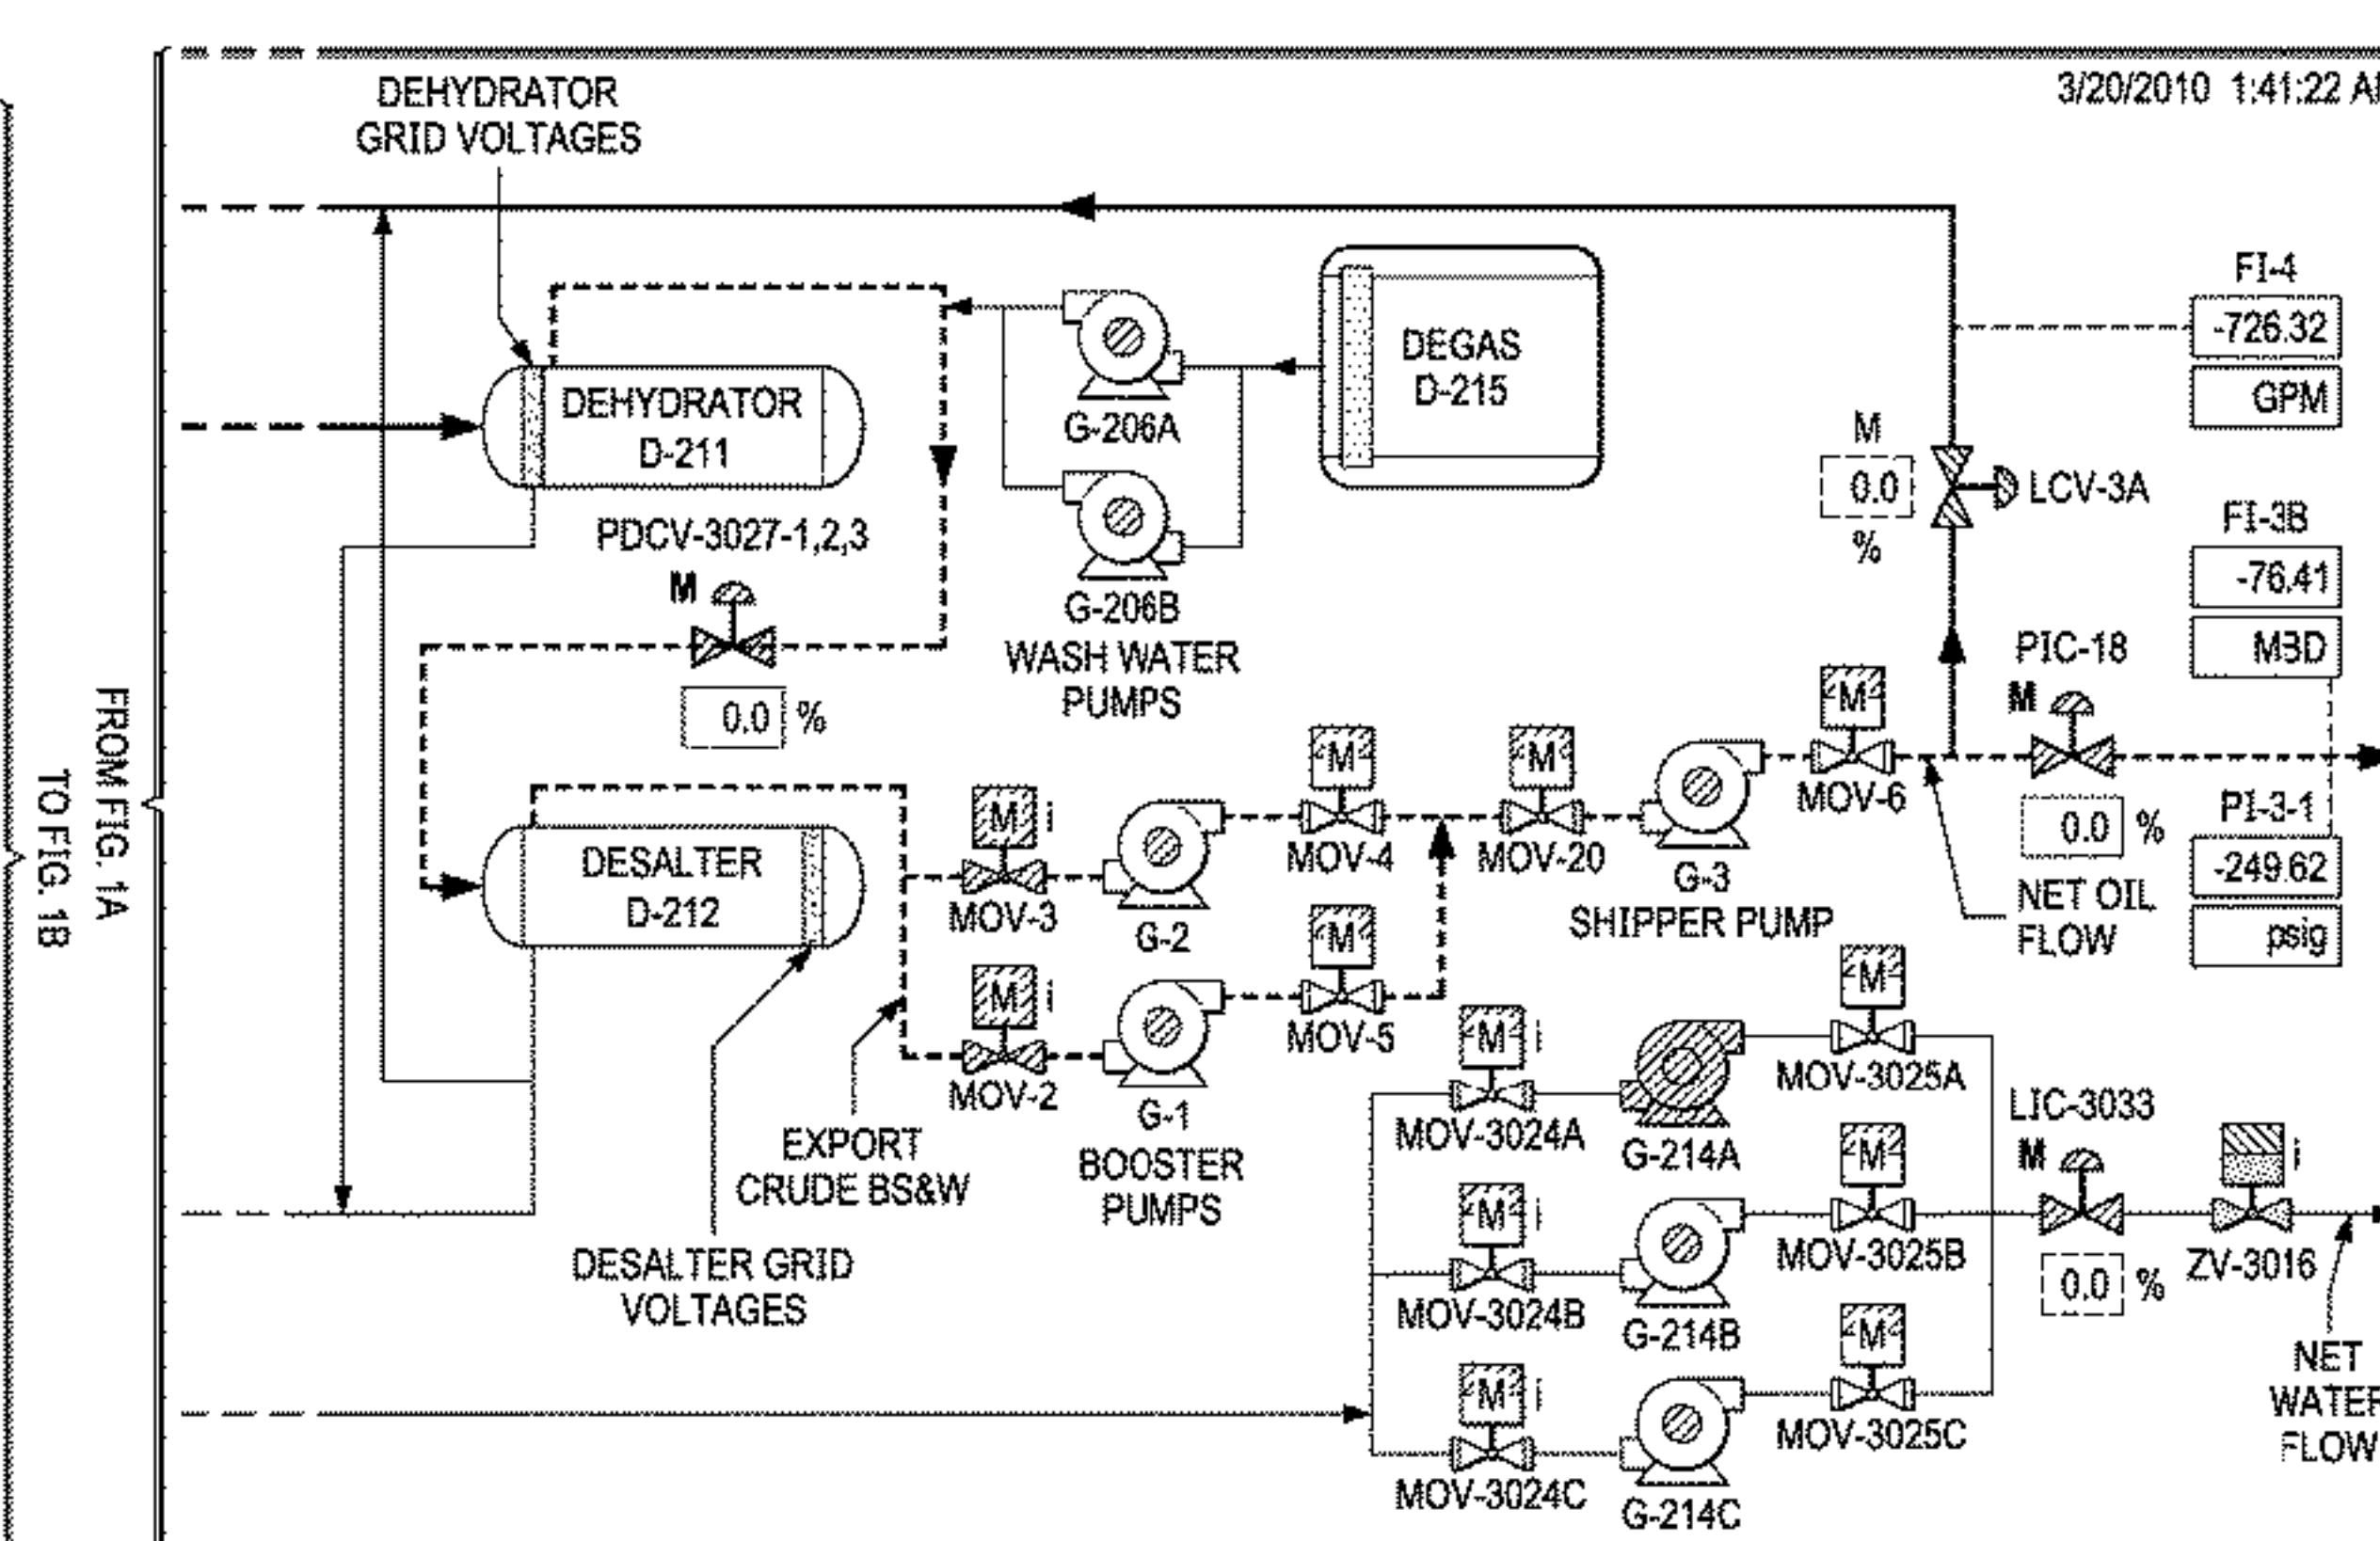 3/20/2010 1:41:22 A
DEHYDRATOR
GRID VOLTAGES
DEHYDRATOR
D-211
PDCV-3027-1,2,3
M
0.0 %
G-206A
G-206B
WASH WATER
PUMPS
DEGAS
D-215
FI-4
-726.32
GPM
M
0.0
%
LCV-3A
FI-3B
-76.41
MBD
PIC-18
M
0.0 %
PI-3-1
-249.62
psig
NET OIL
FLOW
FROM FIG. 1A
TO FIG. 1B
DESALTER
D-212
M
MOV-3
G-2
M
MOV-4
M
MOV-20
G-3
SHIPPER PUMP
M
MOV-6
M
MOV-2
G-1
BOOSTER
PUMPS
M
MOV-5
EXPORT
CRUDE BS&W
DESALTER GRID
VOLTAGES
M
MOV-3024A
G-214A
M
MOV-3025A
M
MOV-3024B
G-214B
M
MOV-3025B
M
MOV-3024C
G-214C
M
MOV-3025C
LIC-3033
M
0.0 %
ZV-3016
NET
WATER
FLOW